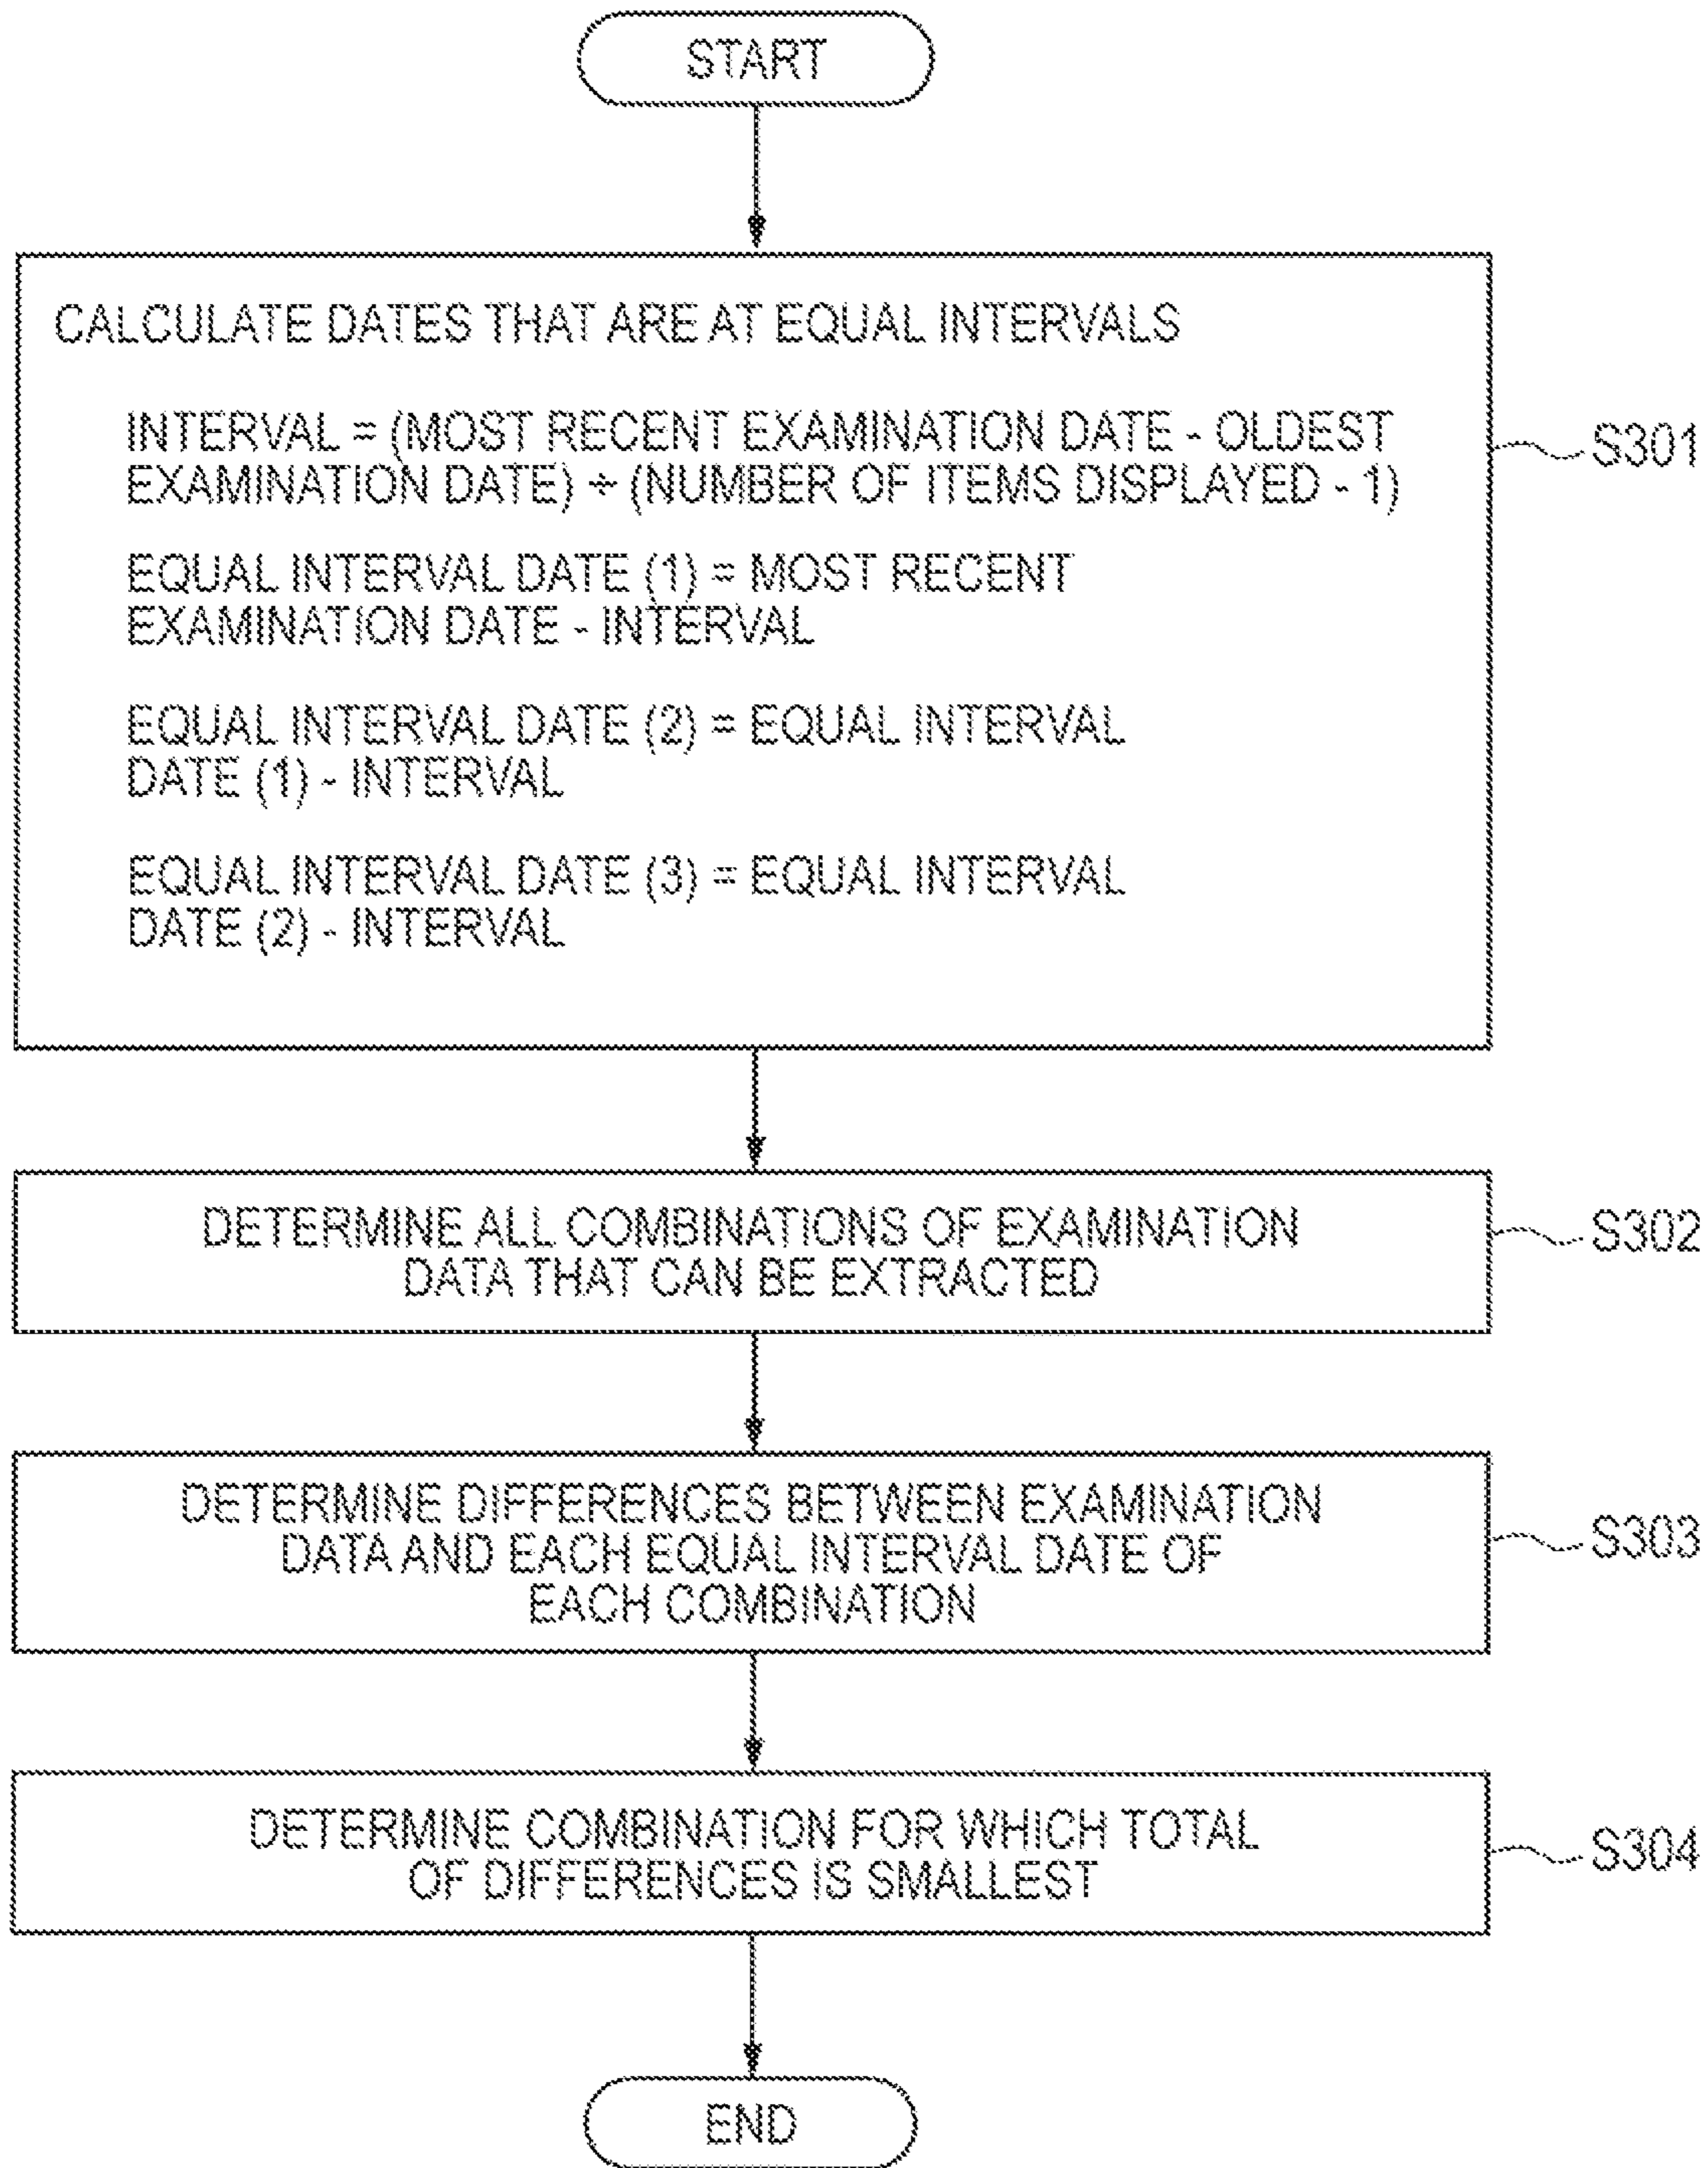 START
CALCULATE DATES THAT ARE AT EQUAL INTERVALS
INTERVAL = (MOST RECENT EXAMINATION DATE - OLDEST
EXAMINATION DATE) ÷ (NUMBER OF ITEMS DISPLAYED - 1)
S301
EQUAL INTERVAL DATE (1) = MOST RECENT
EXAMINATION DATE - INTERVAL
EQUAL INTERVAL DATE (2) = EQUAL INTERVAL
DATE (1) - INTERVAL
EQUAL INTERVAL DATE (3) = EQUAL INTERVAL
DATE (2) - INTERVAL
DETERMINE ALL COMBINATIONS OF EXAMINATION
DATA THAT CAN BE EXTRACTED
S302
DETERMINE DIFFERENCES BETWEEN EXAMINATION
DATA AND EACH EQUAL INTERVAL DATE OF
EACH COMBINATION
S303
DETERMINE COMBINATION FOR WHICH TOTAL
OF DIFFERENCES IS SMALLEST
S304
END